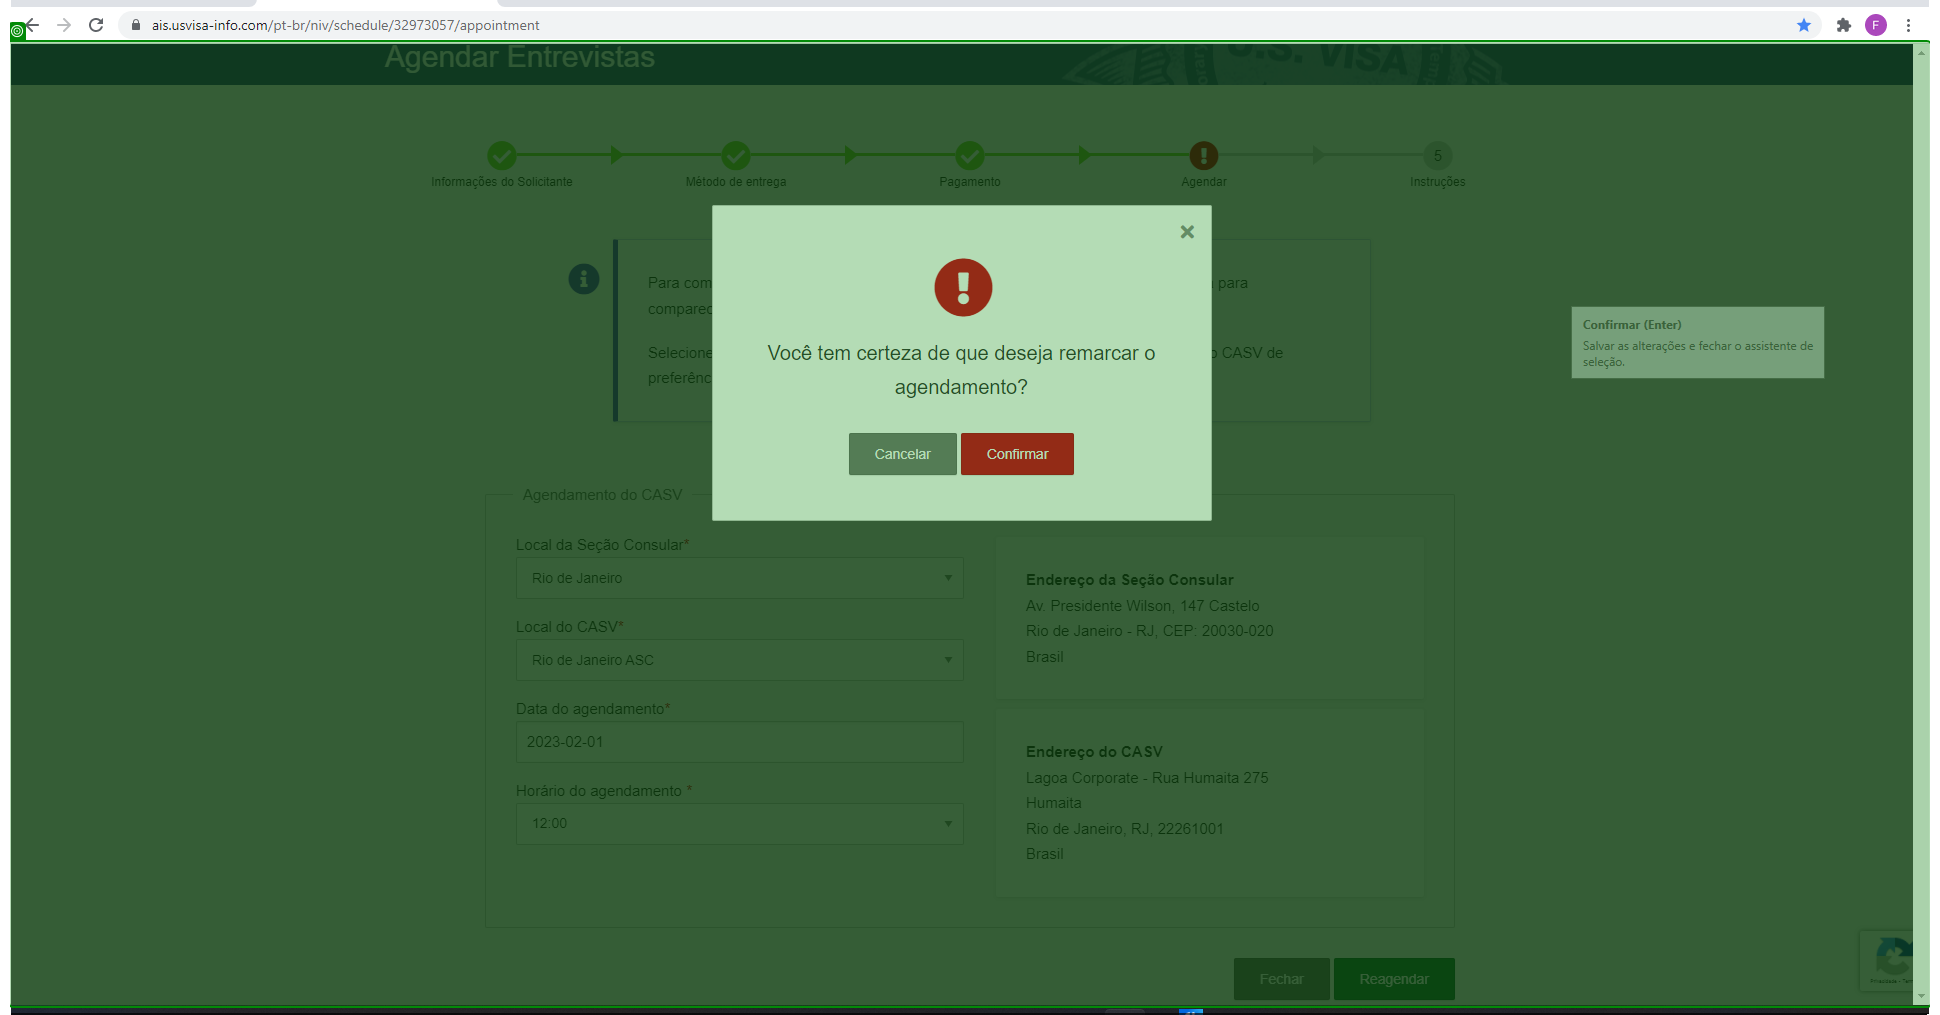 ais.usvisa-info.com/pt-br/niv/schedule/32973057/appointment
F
Agendar Entrevistas
U.S. VISA
Informações do Solicitante
Método de entrega
Pagamento
Agendar
5
Instruções
Para com
a para
comparec
Selecione
o CASV de
preferênc
Você tem certeza de que deseja remarcar o
agendamento?
Cancelar
Confirmar
Confirmar (Enter)
Salvar as alterações e fechar o assistente de
seleção.
Agendamento do CASV
Local da Seção Consular*
Rio de Janeiro
Local do CASV*
Rio de Janeiro ASC
Data do agendamento*
2023-02-01
Horário do agendamento *
12:00
Endereço da Seção Consular
Av. Presidente Wilson, 147 Castelo
Rio de Janeiro - RJ, CEP: 20030-020
Brasil
Endereço do CASV
Lagoa Corporate - Rua Humaita 275
Humaita
Rio de Janeiro, RJ, 22261001
Brasil
Fechar
Reagendar